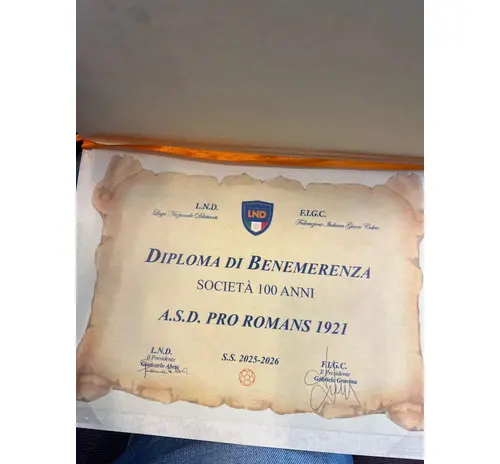 L.N.D.
Lega Nazionale Dilettanti
LND
F.I.G.C.
Federazione Italiana Giuoco Calcio
DIPLOMA DI BENEMERENZA
SOCIETÀ 100 ANNI
A.S.D. PRO ROMANS 1921
L.N.D.
Il Presidente
Giancarlo Abete
S.S. 2025-2026
F.I.G.C.
Il Presidente
Gabriele Gravina